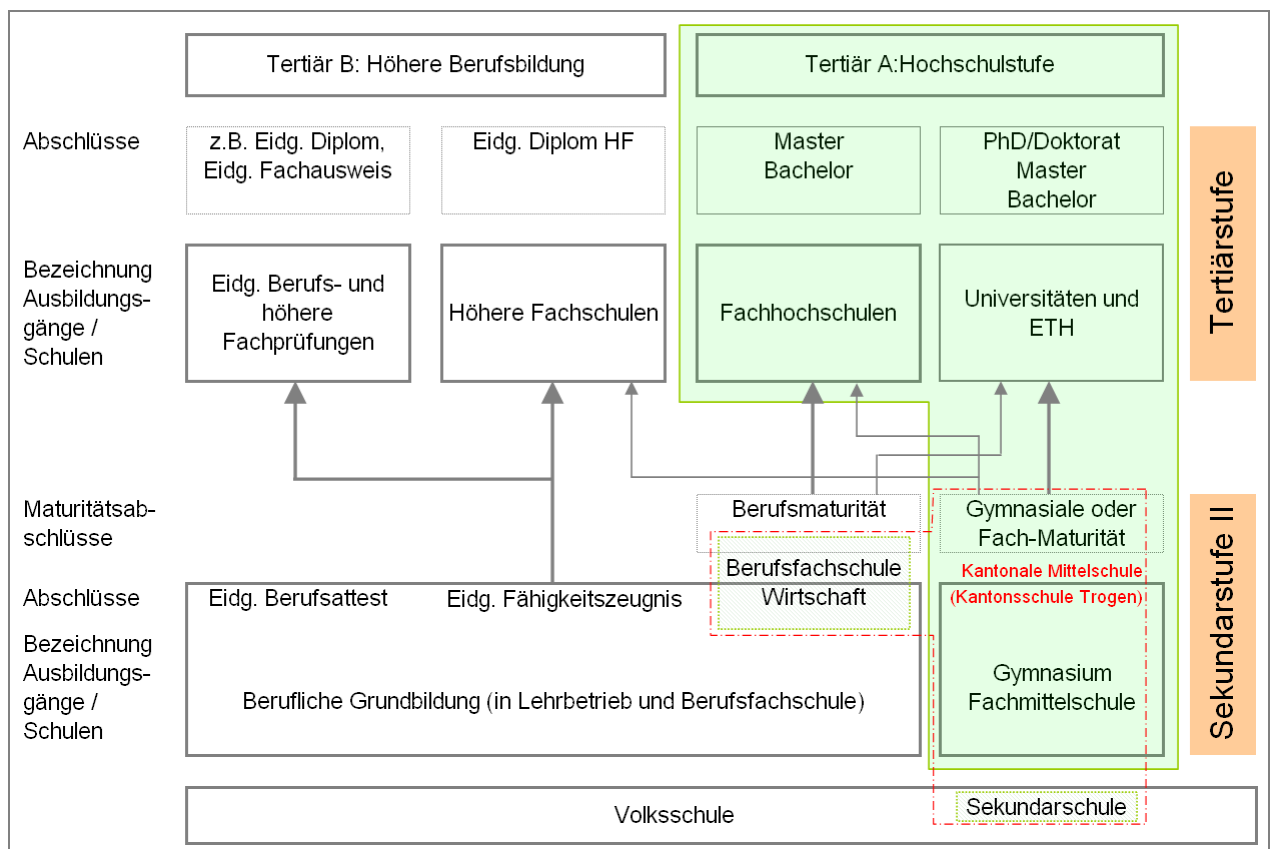 Tertiär B: Höhere Berufsbildung
Tertiär A:Hochschulstufe
Abschlüsse
z.B. Eidg. Diplom,
Eidg. Fachausweis
Eidg. Diplom HF
Master
Bachelor
PhD/Doktorat
Master
Bachelor
Tertiärstufe
Bezeichnung
Ausbildungs-
gänge /
Schulen
Eidg. Berufs- und
höhere
Fachprüfungen
Höhere Fachschulen
Fachhochschulen
Universitäten und
ETH
Maturitätsab-
schlüsse
Berufsmaturität
Gymnasiale oder
Fach-Maturität
Sekundarstufe II
Berufsfachschule
Wirtschaft
Kantonale Mittelschule
(Kantonsschule Trogen)
Abschlüsse
Eidg. Berufsattest
Eidg. Fähigkeitszeugnis
Bezeichnung
Ausbildungs-
gänge /
Schulen
Berufliche Grundbildung (in Lehrbetrieb und Berufsfachschule)
Gymnasium
Fachmittelschule
Volksschule
Sekundarschule